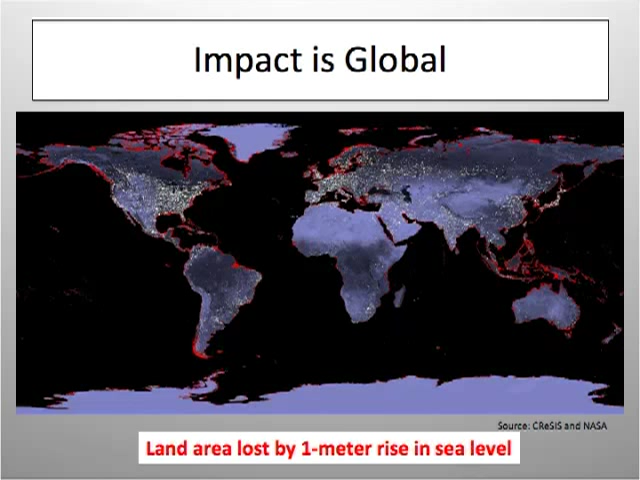 Impact is Global
Source: CReSIS and NASA
Land area lost by 1-meter rise in sea level